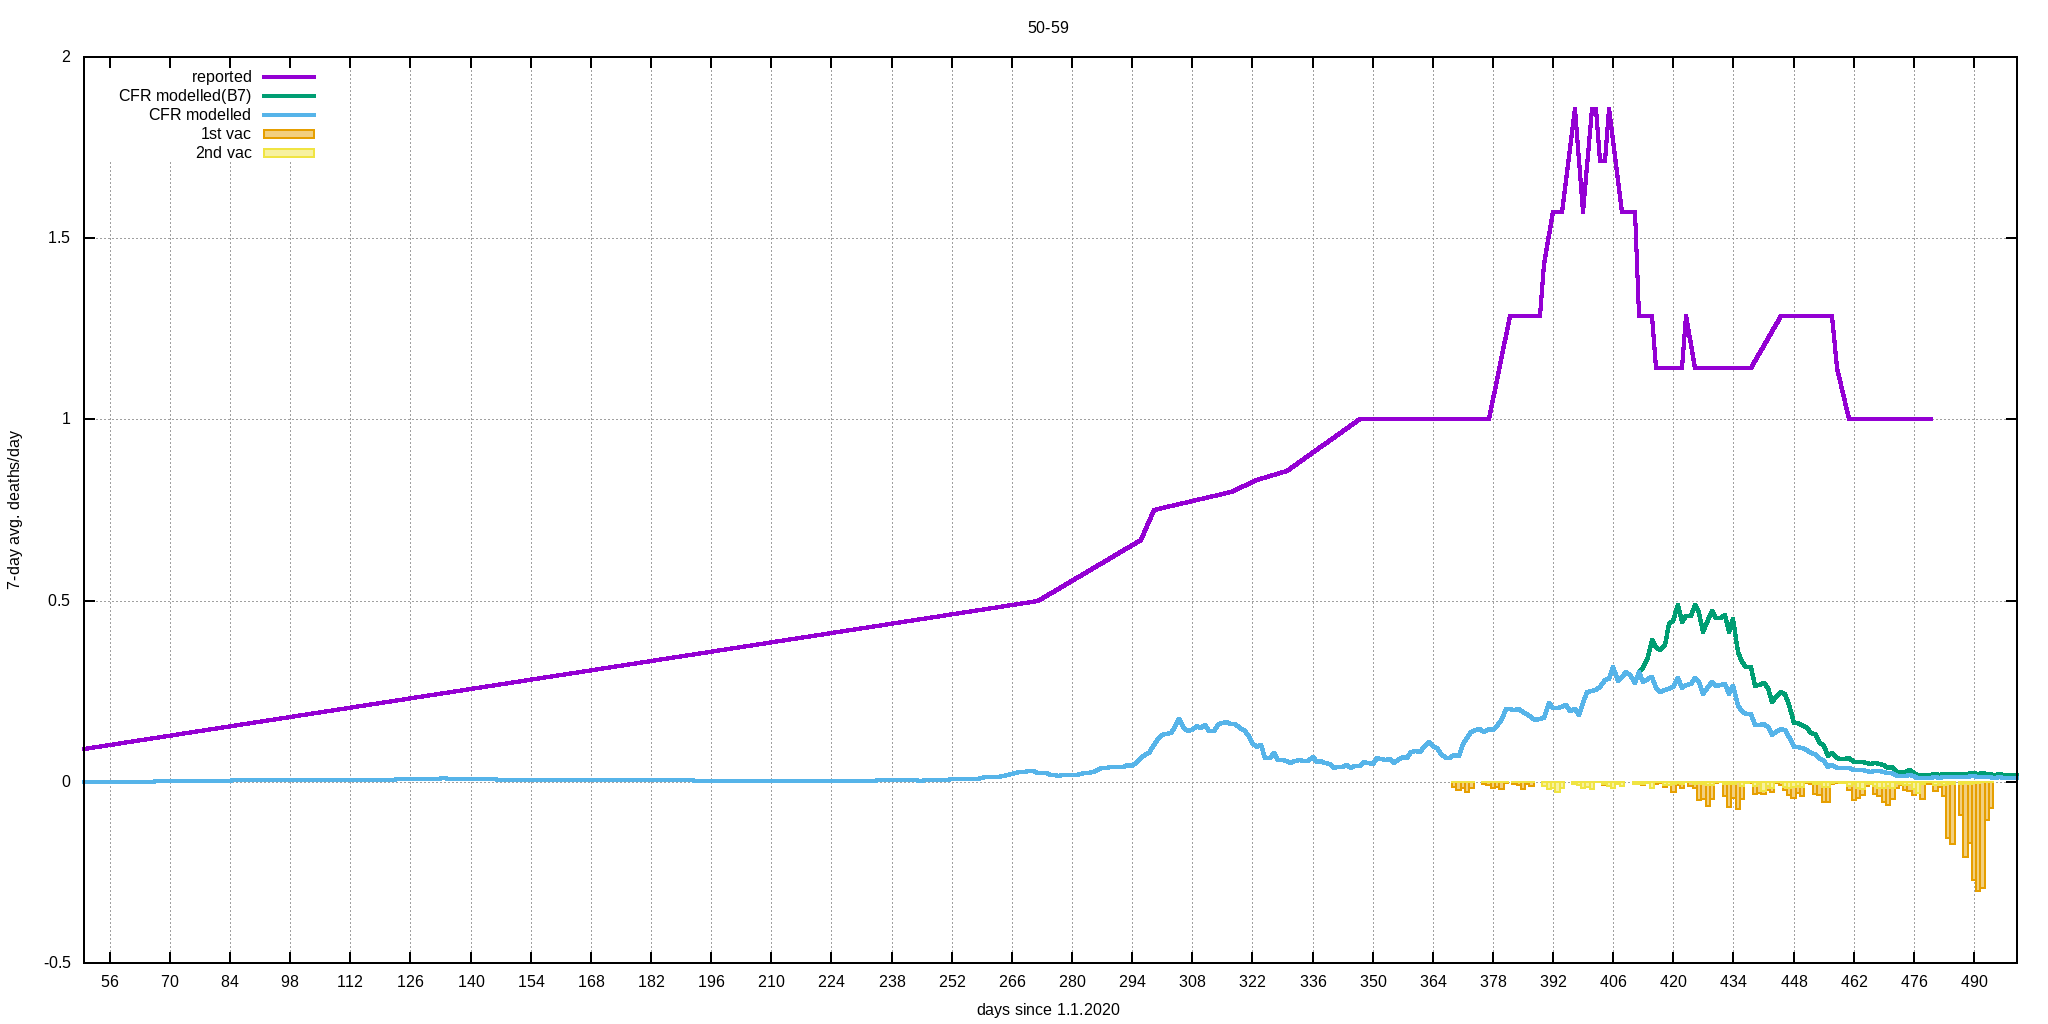 50-59
reported
CFR modelled(B7)
CFR modelled
1st vac
2nd vac
2
1.5
1
0.5
0
-0.5
7-day avg. deaths/day
56 70 84 98 112 126 140 154 168 182 196 210 224 238 252 266 280 294 308 322 336 350 364 378 392 406 420 434 448 462 476 490
days since 1.1.2020